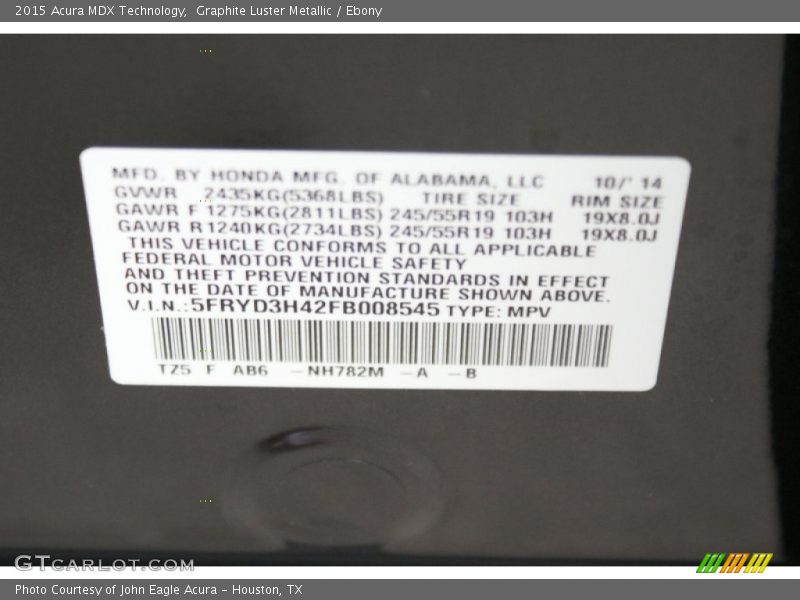 2015 Acura MDX Technology,  Graphite Luster Metallic / Ebony
MFD. BY HONDA MFG. OF ALABAMA, LLC 10/' 14
GVWR 2435KG(5368LBS) TIRE SIZE RIM SIZE
GAWR F 1275KG(2811LBS) 245/55R19 103H 19X8.0J
GAWR R1240KG(2734LBS) 245/55R19 103H 19X8.0J
THIS VEHICLE CONFORMS TO ALL APPLICABLE
FEDERAL MOTOR VEHICLE SAFETY
AND THEFT PREVENTION STANDARDS IN EFFECT
ON THE DATE OF MANUFACTURE SHOWN ABOVE.
V.I.N.:5FRYD3H42FB008545 TYPE: MPV
TZ5 F AB6 -NH782M -A -B
GTCARLOT.COM
Photo Courtesy of John Eagle Acura - Houston, TX